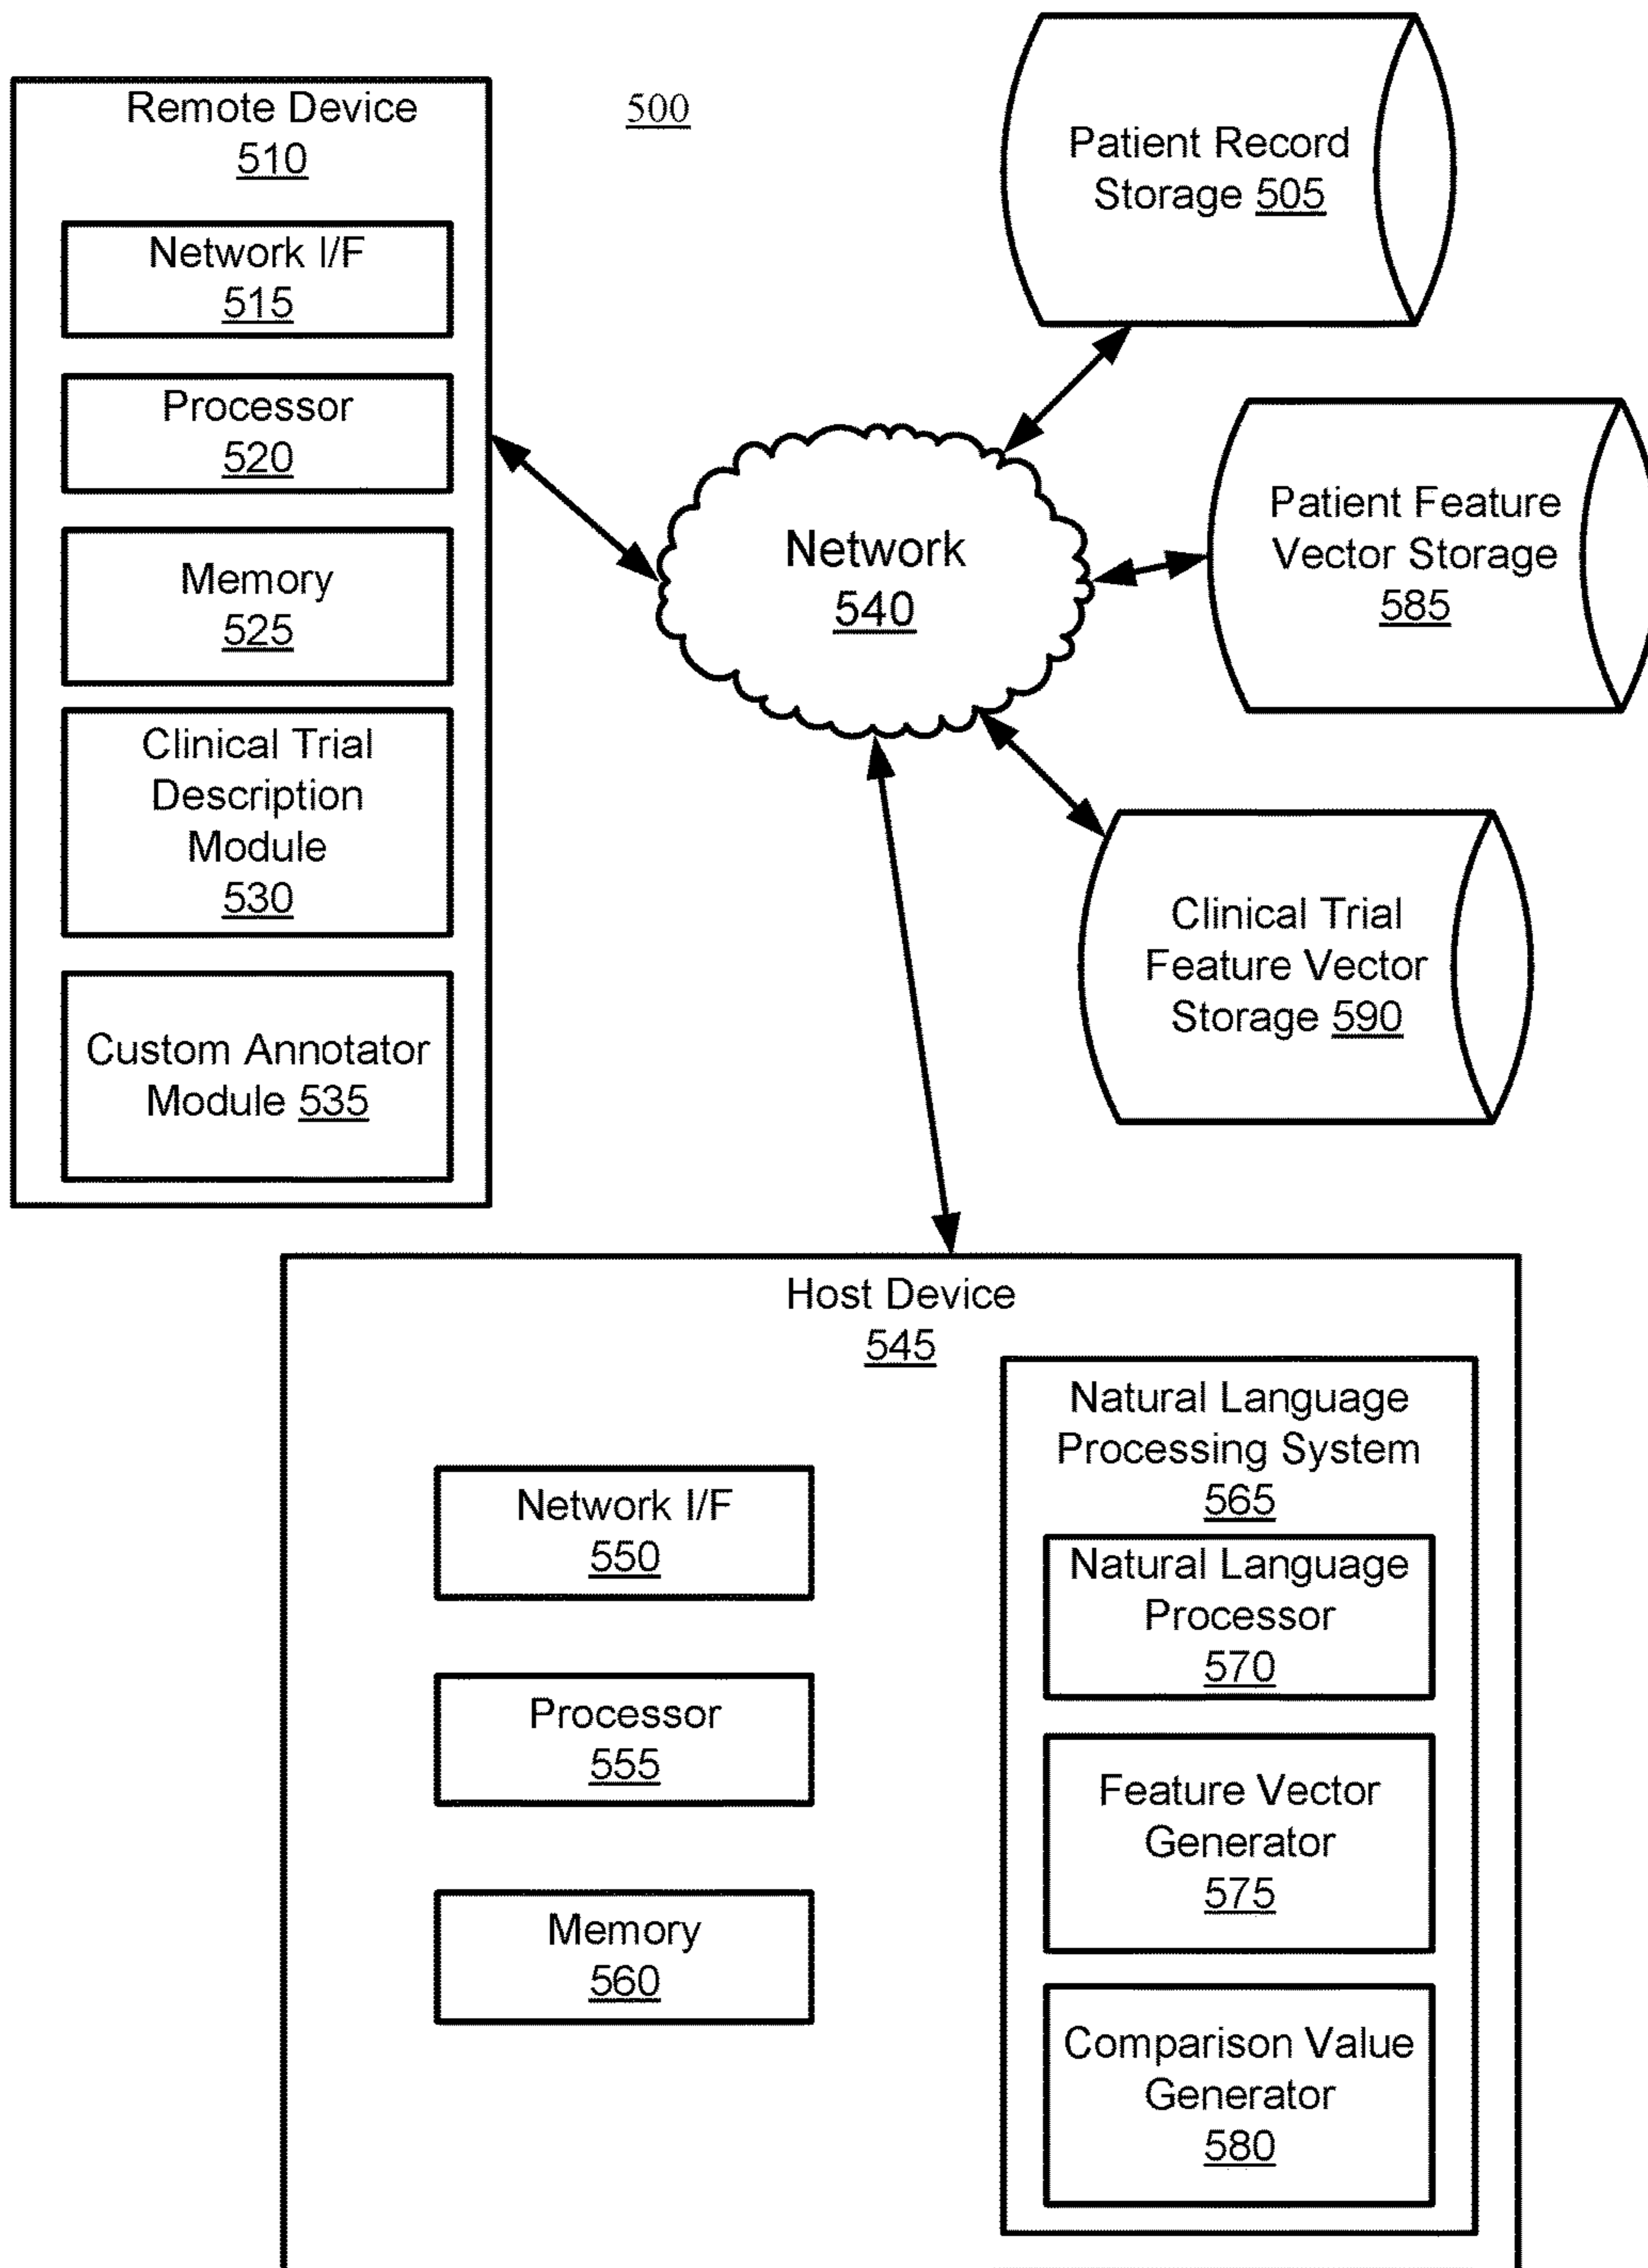 500
Remote Device
510
Network I/F
515
Processor
520
Memory
525
Clinical Trial
Description
Module
530
Custom Annotator
Module 535
Network
540
Patient Record
Storage 505
Patient Feature
Vector Storage
585
Clinical Trial
Feature Vector
Storage 590
Host Device
545
Network I/F
550
Processor
555
Memory
560
Natural Language
Processing System
565
Natural Language
Processor
570
Feature Vector
Generator
575
Comparison Value
Generator
580